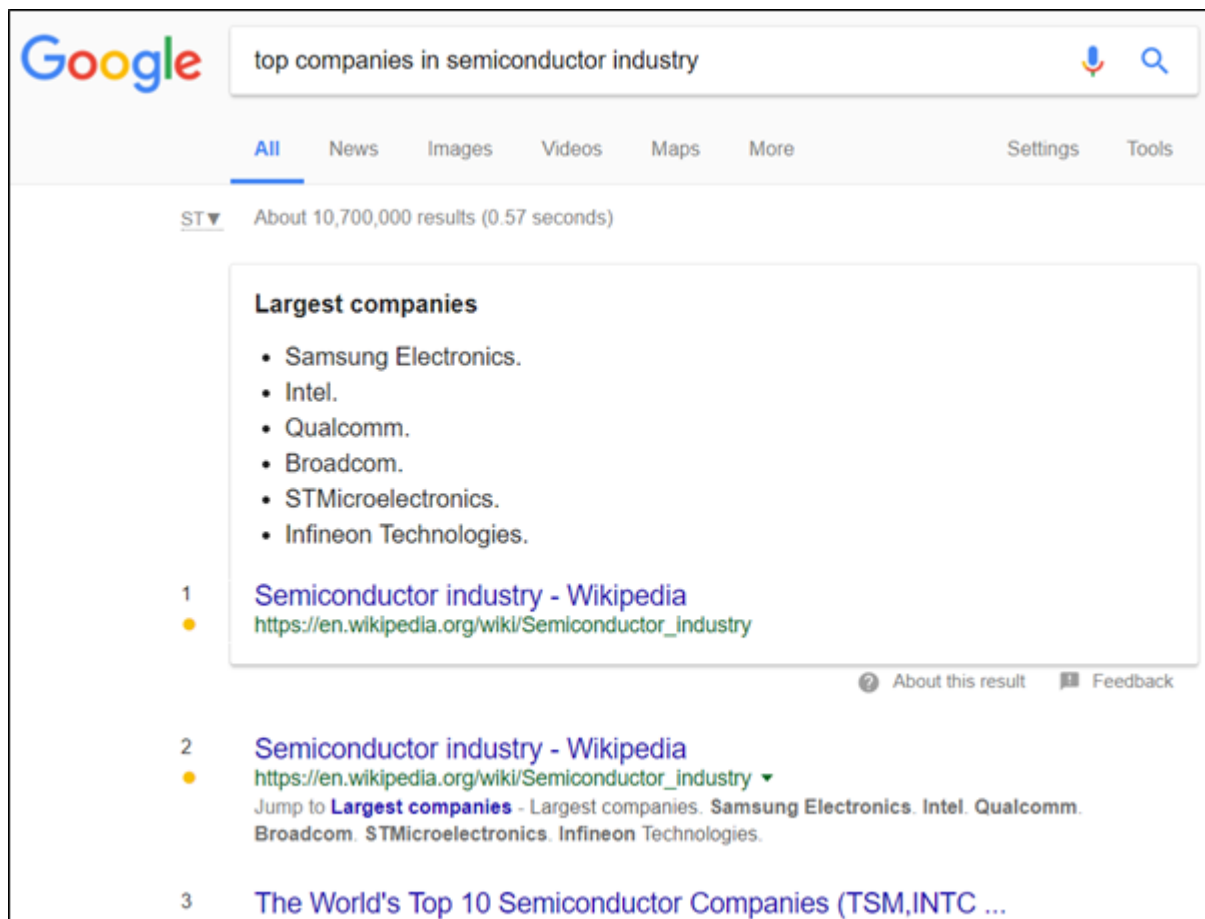 Google
top companies in semiconductor industry
All News Images Videos Maps More Settings Tools
ST▼ About 10,700,000 results (0.57 seconds)
Largest companies
• Samsung Electronics.
• Intel.
• Qualcomm.
• Broadcom.
• STMicroelectronics.
• Infineon Technologies.
1 Semiconductor industry - Wikipedia
https://en.wikipedia.org/wiki/Semiconductor_industry
About this result Feedback
2 Semiconductor industry - Wikipedia
https://en.wikipedia.org/wiki/Semiconductor_industry
Jump to Largest companies - Largest companies. Samsung Electronics. Intel. Qualcomm.
Broadcom. STMicroelectronics. Infineon Technologies.
3 The World's Top 10 Semiconductor Companies (TSM,INTC ...